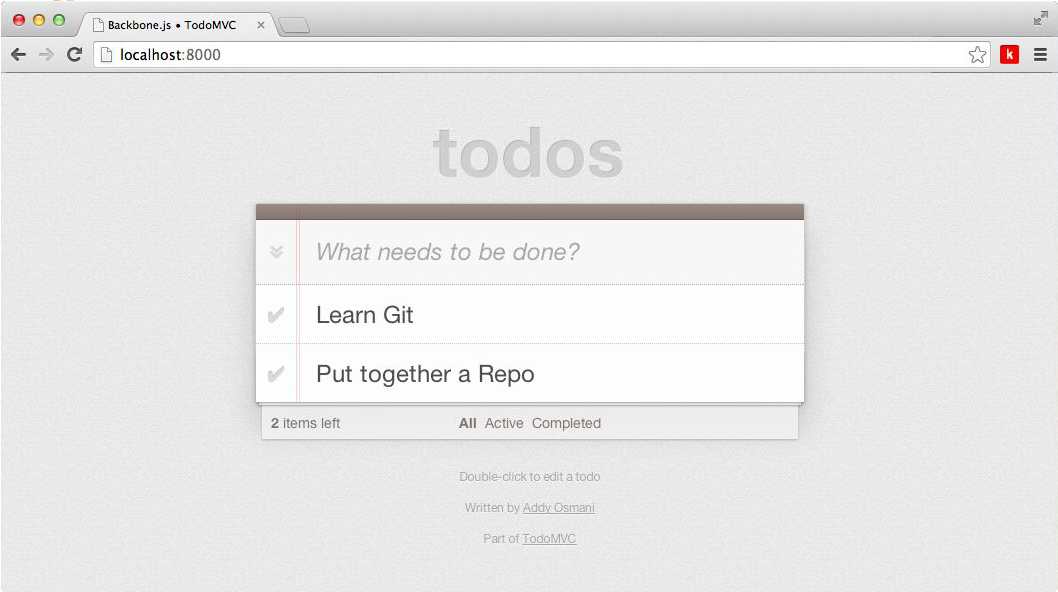 Backbone.js • TodoMVC
localhost:8000
k
todos
What needs to be done?
Learn Git
Put together a Repo
2 items left All Active Completed
Double-click to edit a todo
Written by Addy Osmani
Part of TodoMVC